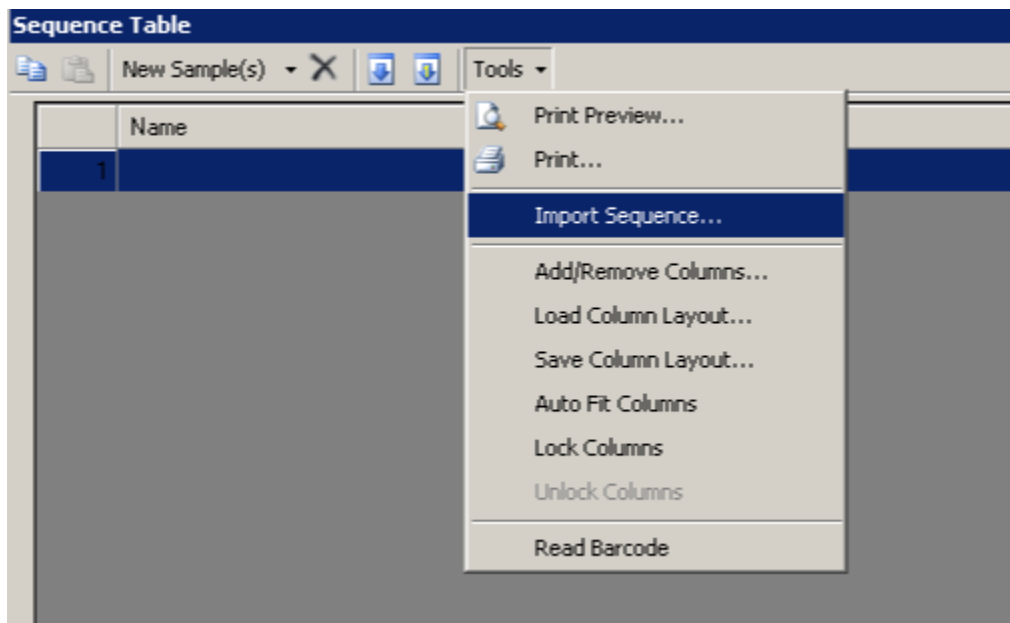 Sequence Table
New Sample(s) Tools
Name
1
Print Preview...
Print...
Import Sequence...
Add/Remove Columns...
Load Column Layout...
Save Column Layout...
Auto Fit Columns
Lock Columns
Unlock Columns
Read Barcode